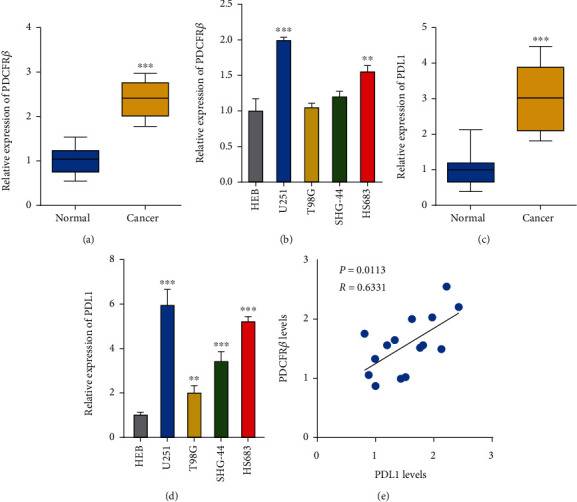 Relative expression of PDCFRβ
4
3
2
1
0
***
Normal
Cancer
(a)
Relative expression of PDCFRβ
2.5
2.0
1.5
1.0
0.5
0.0
***
**
HEB
U251
T98G
SHG-44
HS683
(b)
Relative expression of PDL1
5
4
3
2
1
0
***
Normal
Cancer
(c)
Relative expression of PDL1
8
6
4
2
0
***
**
***
***
HEB
U251
T98G
SHG-44
HS683
(d)
PDCFRβ levels
3
2
1
0
P = 0.0113
R = 0.6331
0
1
2
3
PDL1 levels
(e)